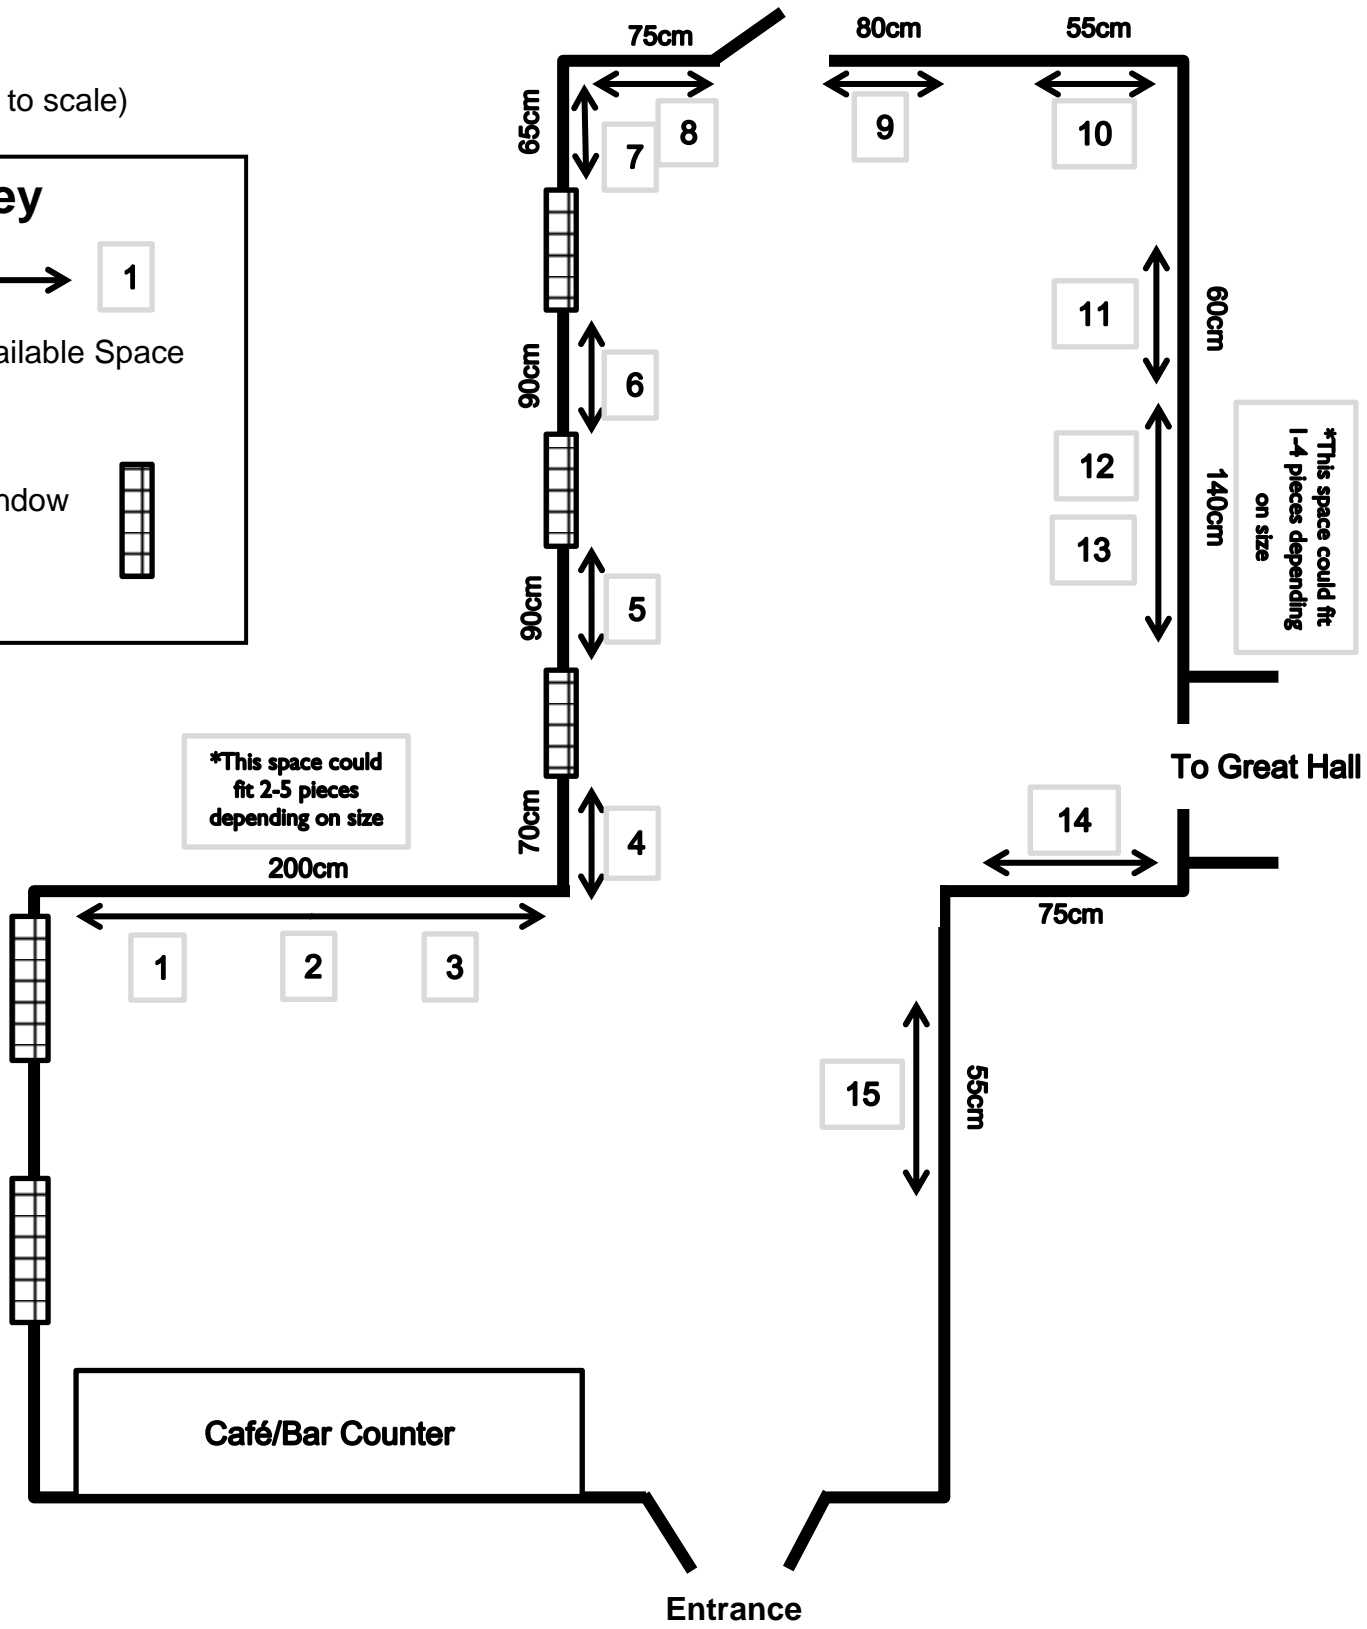 75cm
80cm
55cm
to scale)
65cm
7
8
9
10
ey
1
ailable Space
ndow
90cm
6
11
60cm
12
13
140cm
*This space could fit
1-4 pieces depending
on size
90cm
5
*This space could
fit 2-5 pieces
depending on size
200cm
70cm
4
To Great Hall
14
75cm
1
2
3
15
55cm
Café/Bar Counter
Entrance